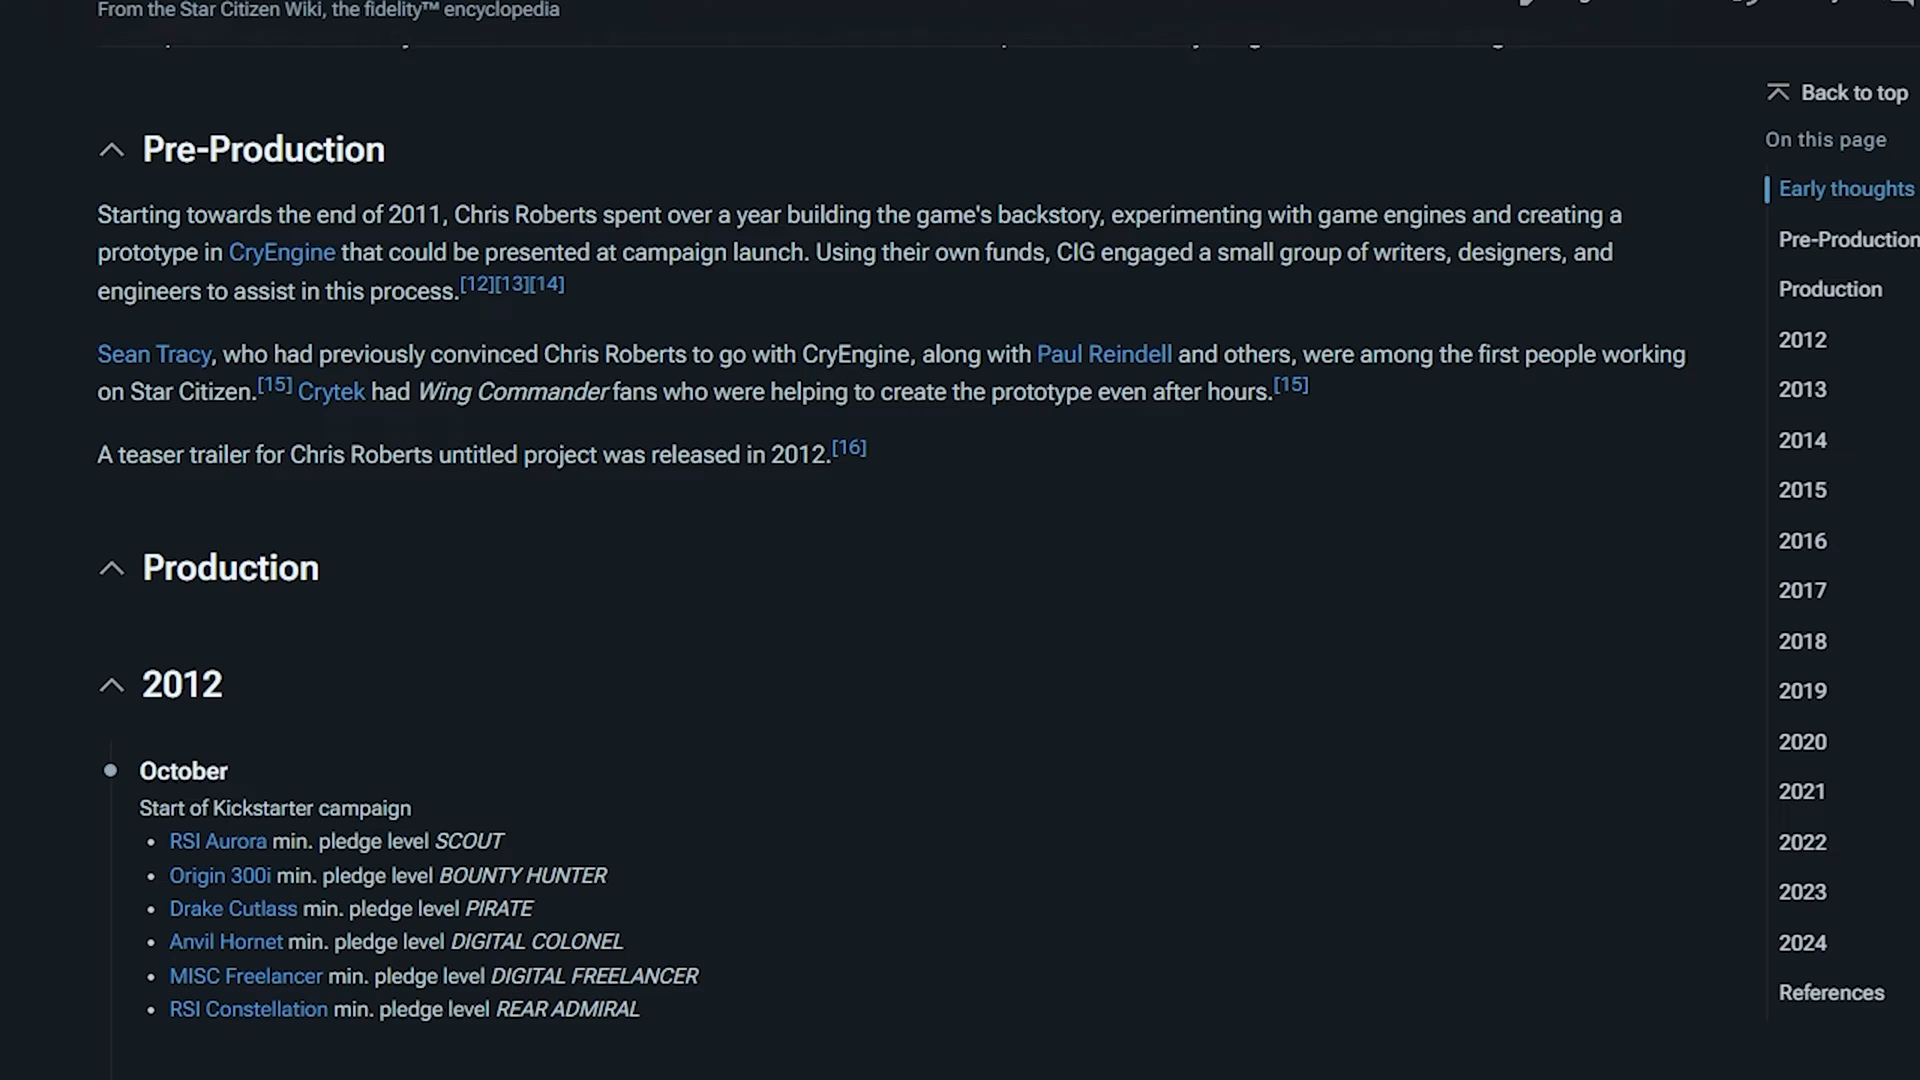 From the Star Citizen Wiki, the fidelity™ encyclopedia
Back to top
On this page
Early thoughts
Pre-Production
Production
2012
2013
2014
2015
2016
2017
2018
2019
2020
2021
2022
2023
2024
References
Pre-Production
Starting towards the end of 2011, Chris Roberts spent over a year building the game's backstory, experimenting with game engines and creating a
prototype in CryEngine that could be presented at campaign launch. Using their own funds, CIG engaged a small group of writers, designers, and
engineers to assist in this process.[12][13][14]
Sean Tracy, who had previously convinced Chris Roberts to go with CryEngine, along with Paul Reindell and others, were among the first people working
on Star Citizen.[15] Crytek had Wing Commander fans who were helping to create the prototype even after hours.[15]
A teaser trailer for Chris Roberts untitled project was released in 2012.[16]
Production
2012
October
Start of Kickstarter campaign
• RSI Aurora min. pledge level SCOUT
• Origin 300i min. pledge level BOUNTY HUNTER
• Drake Cutlass min. pledge level PIRATE
• Anvil Hornet min. pledge level DIGITAL COLONEL
• MISC Freelancer min. pledge level DIGITAL FREELANCER
• RSI Constellation min. pledge level REAR ADMIRAL